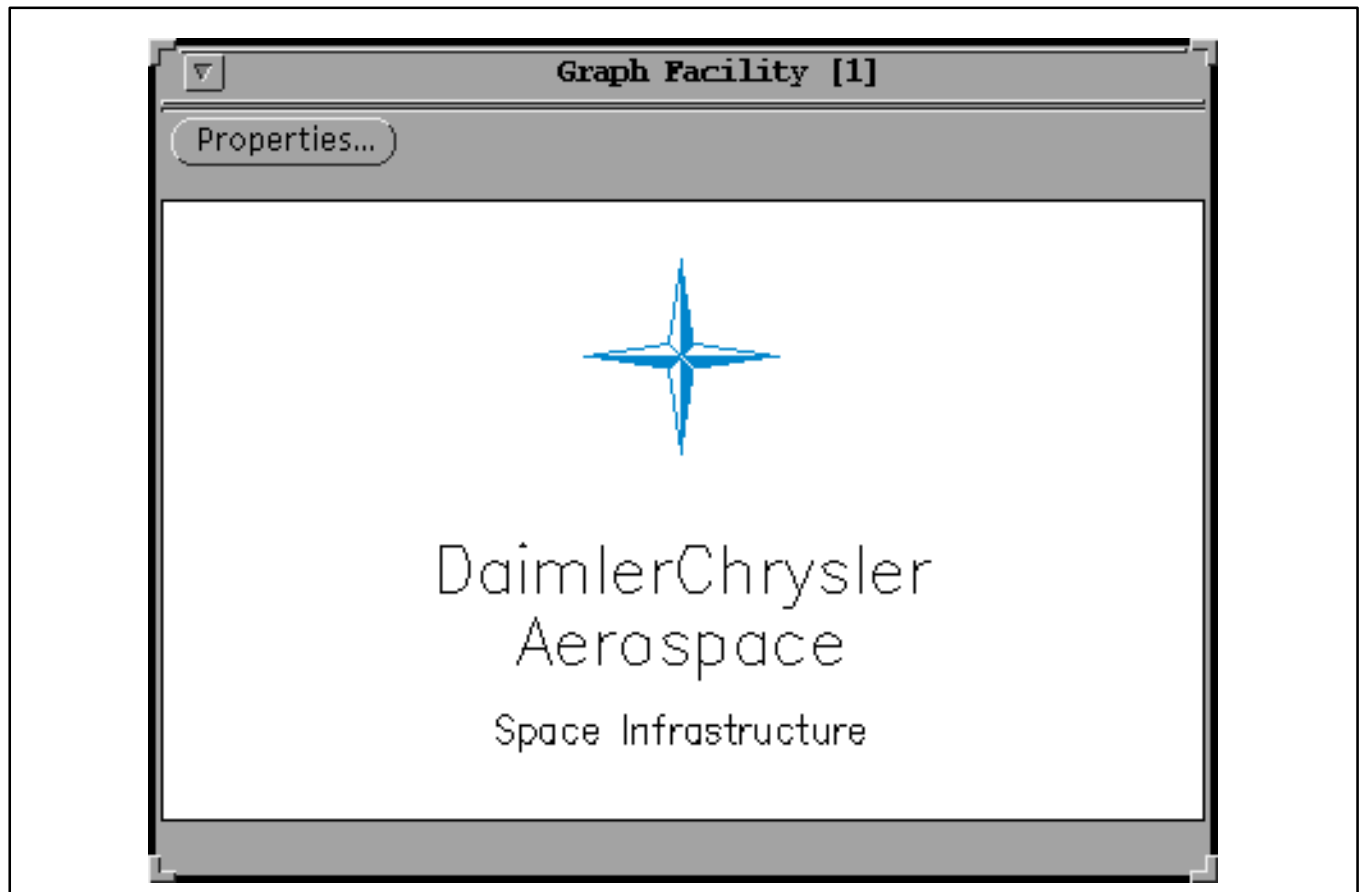 Graph Facility [1]
Properties...
DaimlerChrysler
Aerospace
Space Infrastructure